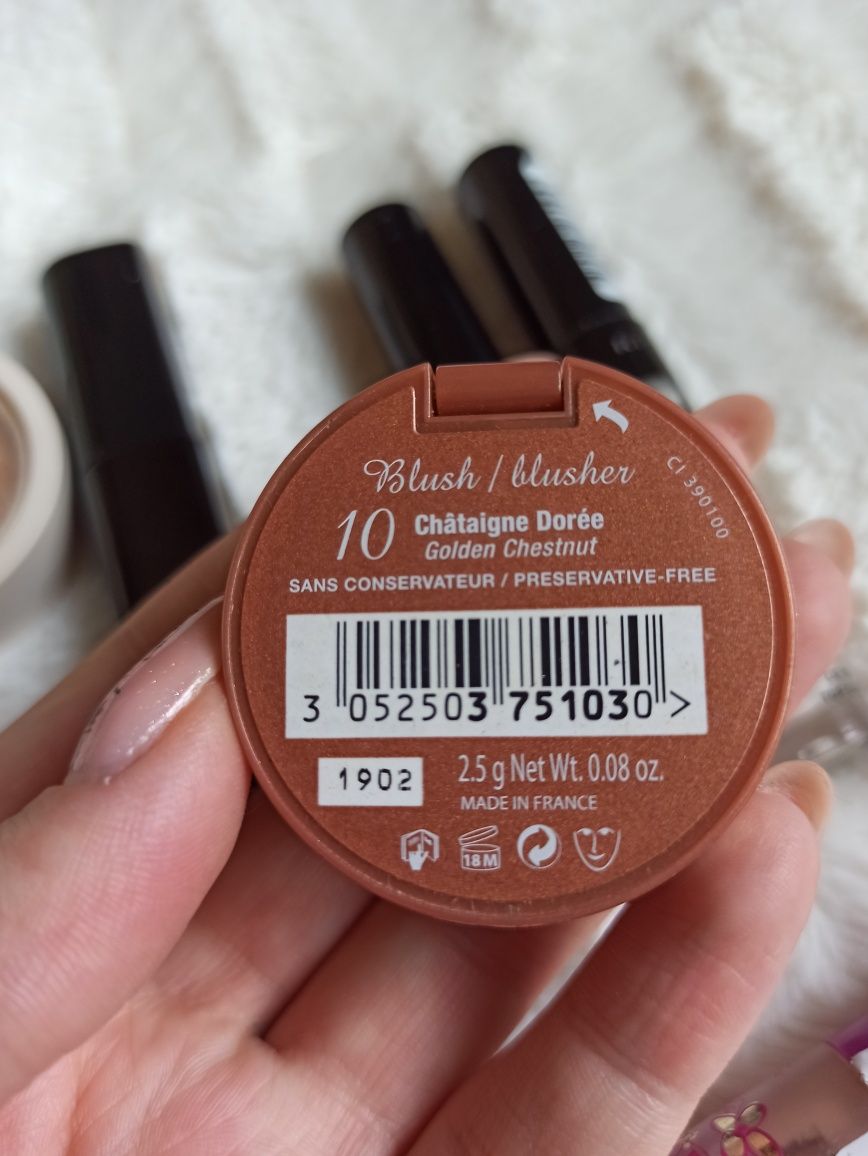 Blush / blusher
CI 390100
10 Châtaigne Dorée
Golden Chestnut
SANS CONSERVATEUR / PRESERVATIVE-FREE
3 052503 751030 >
1902
2.5 g Net Wt. 0.08 oz.
MADE IN FRANCE
18M